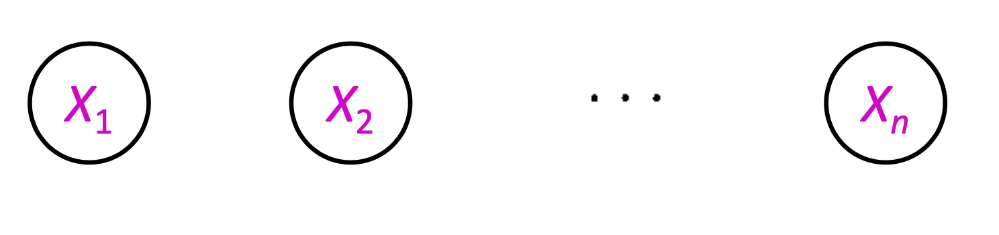 X₁ X₂ . . . Xₙ